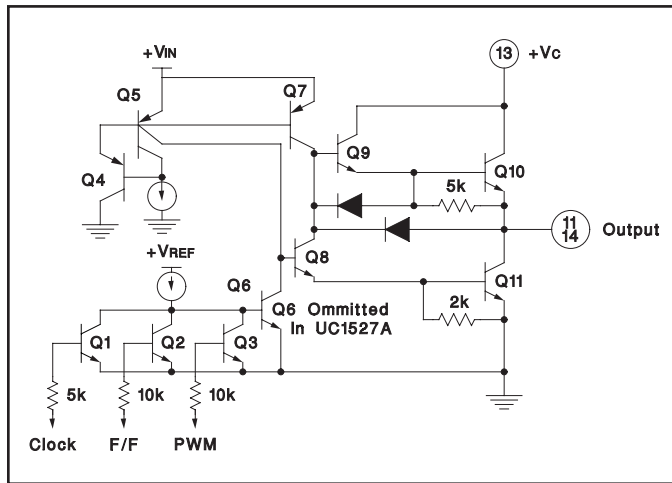 13 +VC
+VIN
Q5
Q7
Q9
Q4
Q10
5k
+VREF
11
14 Output
Q8
Q6
Q11
Q6 Ommitted
In UC1527A
2k
Q1 Q2 Q3
5k 10k 10k
Clock F/F PWM